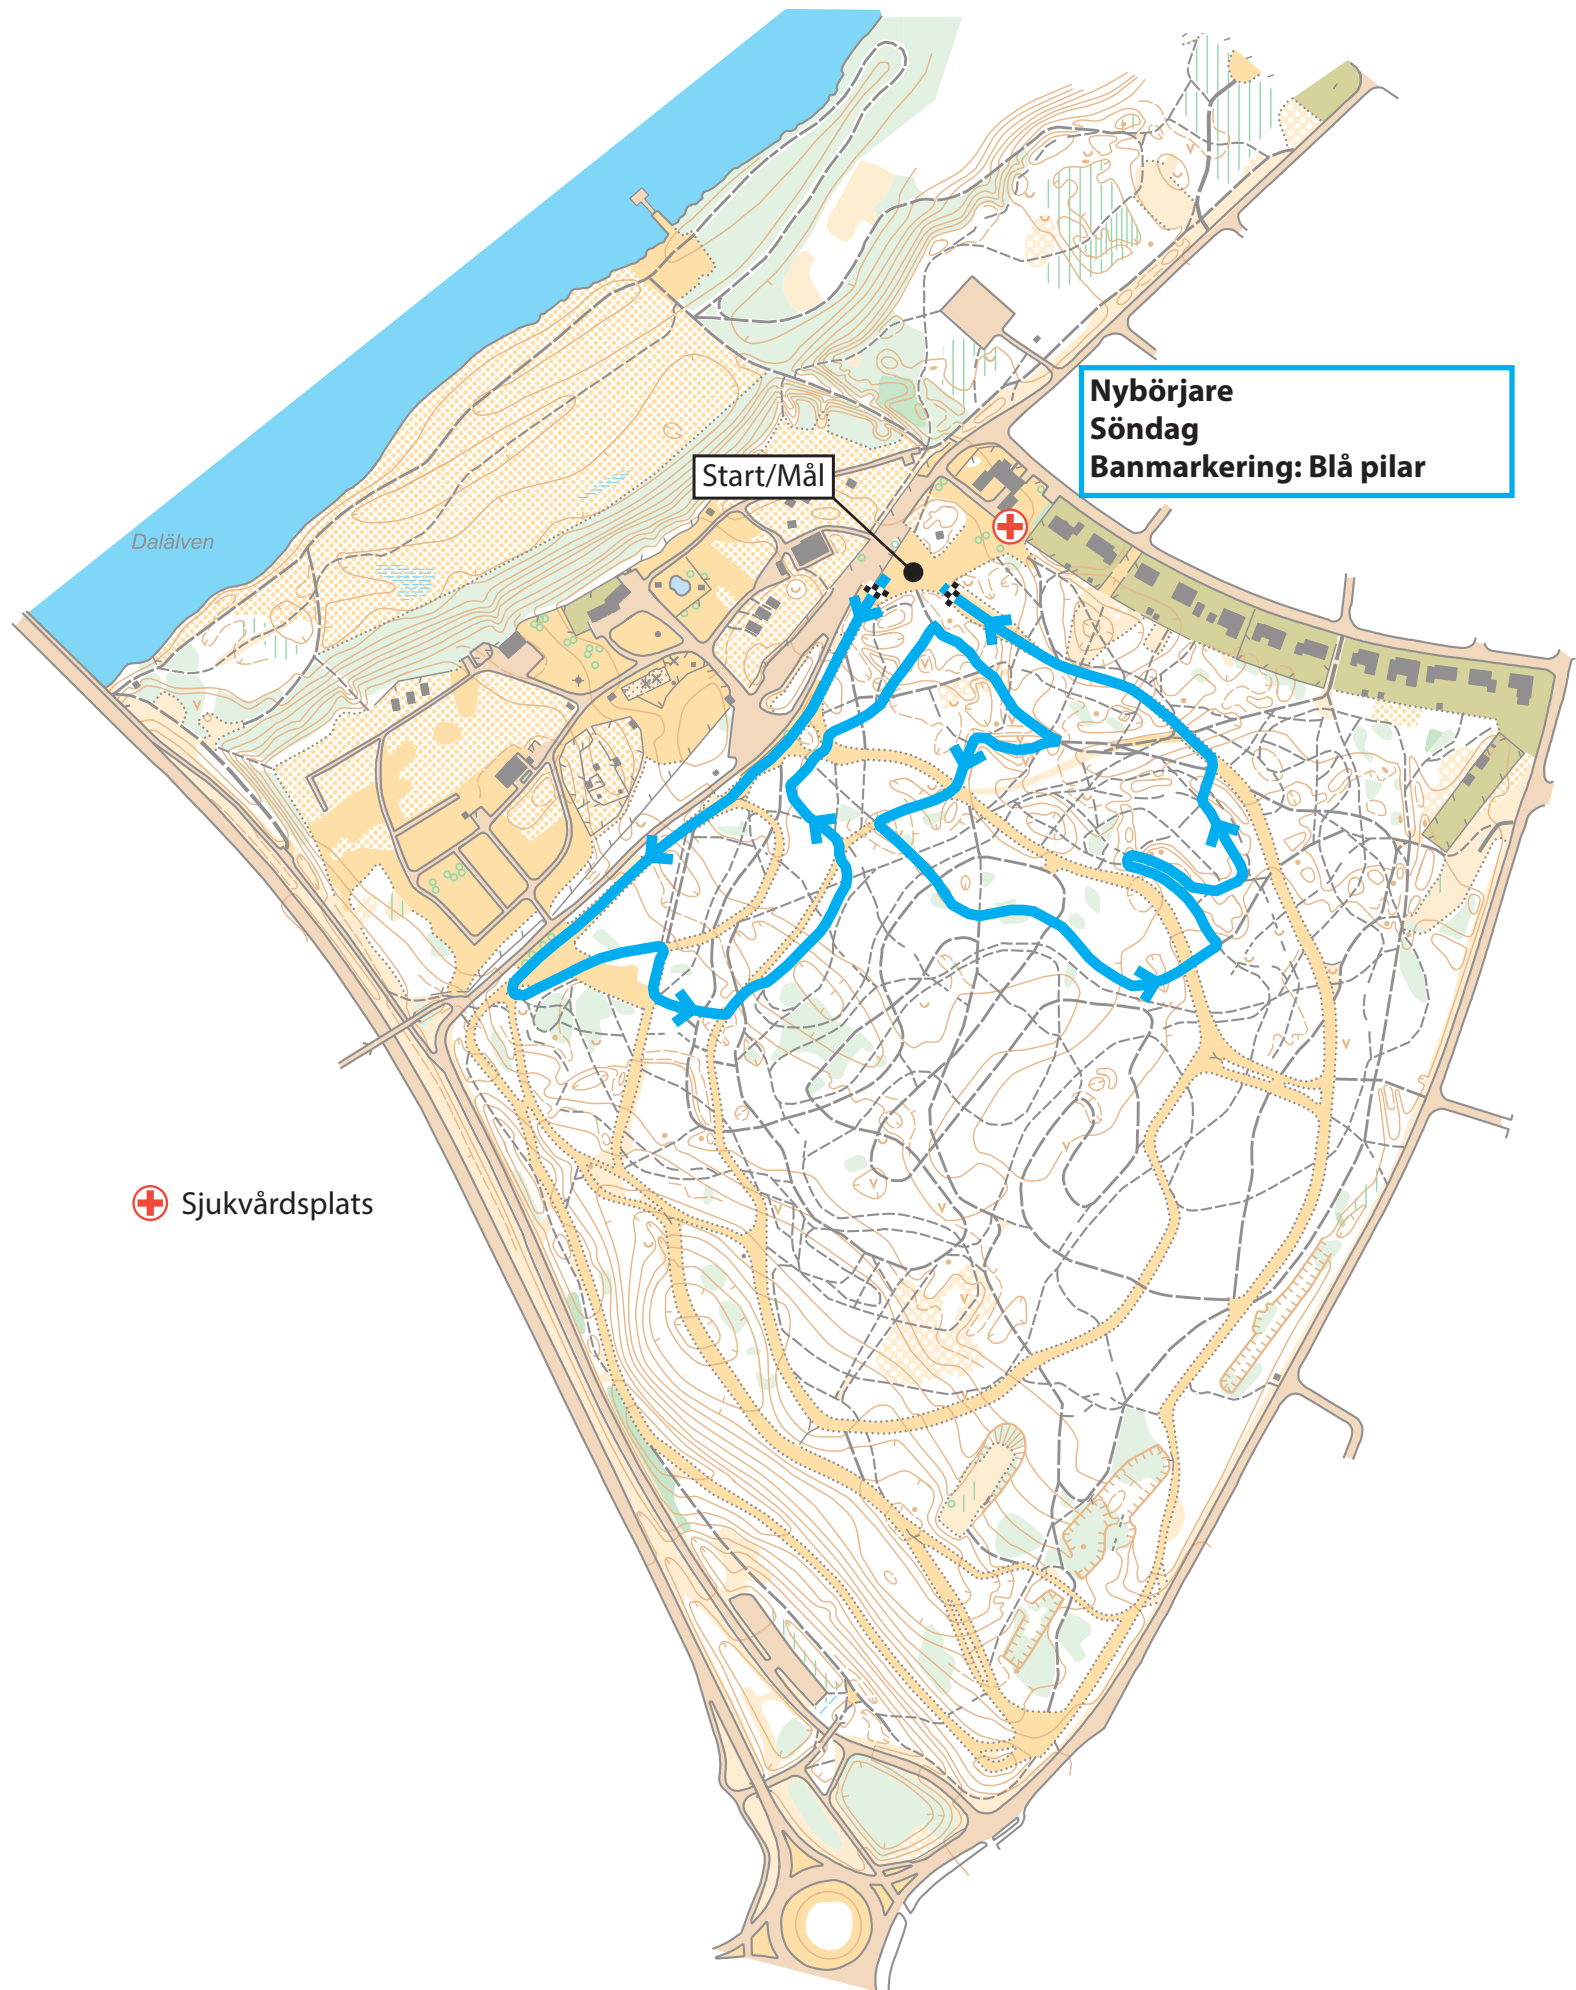 Nybörjare
Söndag
Banmarkering: Blå pilar
Start/Mål
Dalälven
Sjukvårdsplats